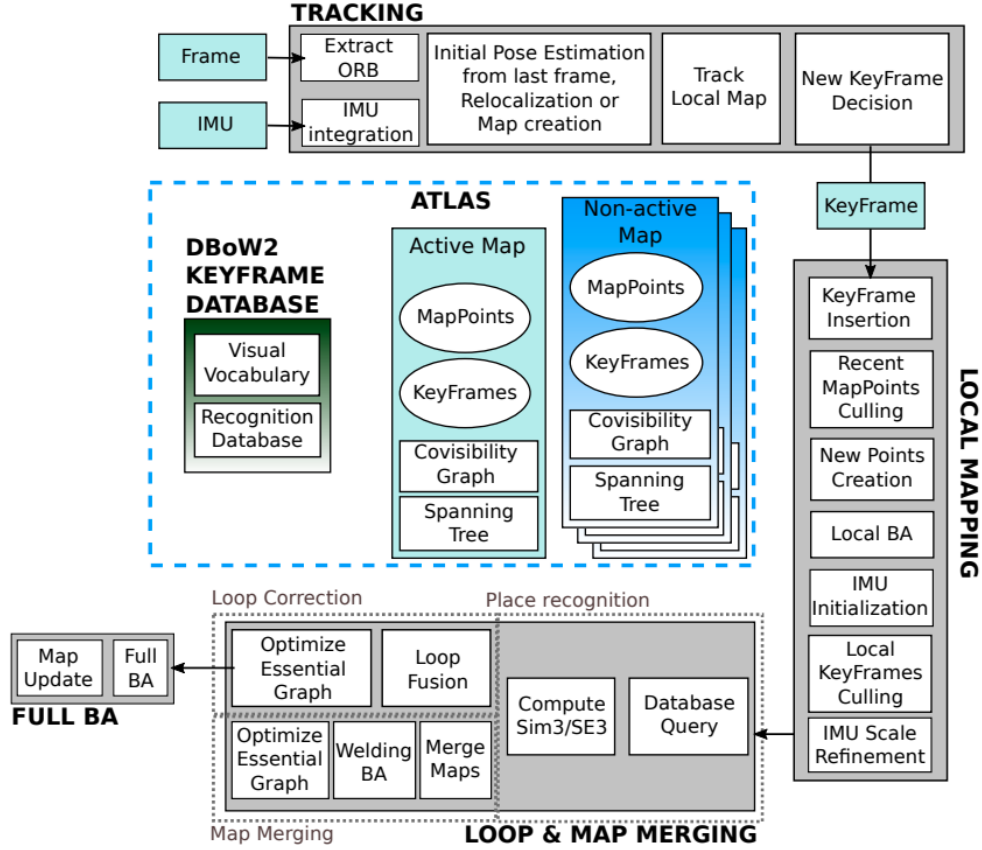 TRACKING
Frame
IMU
Extract
ORB
IMU
integration
Initial Pose Estimation
from last frame,
Relocalization or
Map creation
Track
Local Map
New KeyFrame
Decision
KeyFrame
ATLAS
DBoW2
KEYFRAME
DATABASE
Visual
Vocabulary
Recognition
Database
Active Map
MapPoints
KeyFrames
Covisibility
Graph
Spanning
Tree
Non-active
Map
MapPoints
KeyFrames
Covisibility
Graph
Spanning
Tree
LOCAL MAPPING
KeyFrame
Insertion
Recent
MapPoints
Culling
New Points
Creation
Local BA
IMU
Initialization
Local
KeyFrames
Culling
IMU Scale
Refinement
Loop Correction
Place recognition
Optimize
Essential
Graph
Loop
Fusion
Compute
Sim3/SE3
Database
Query
Optimize
Essential
Graph
Welding
BA
Merge
Maps
Map Merging
LOOP & MAP MERGING
Map
Update
Full
BA
FULL BA